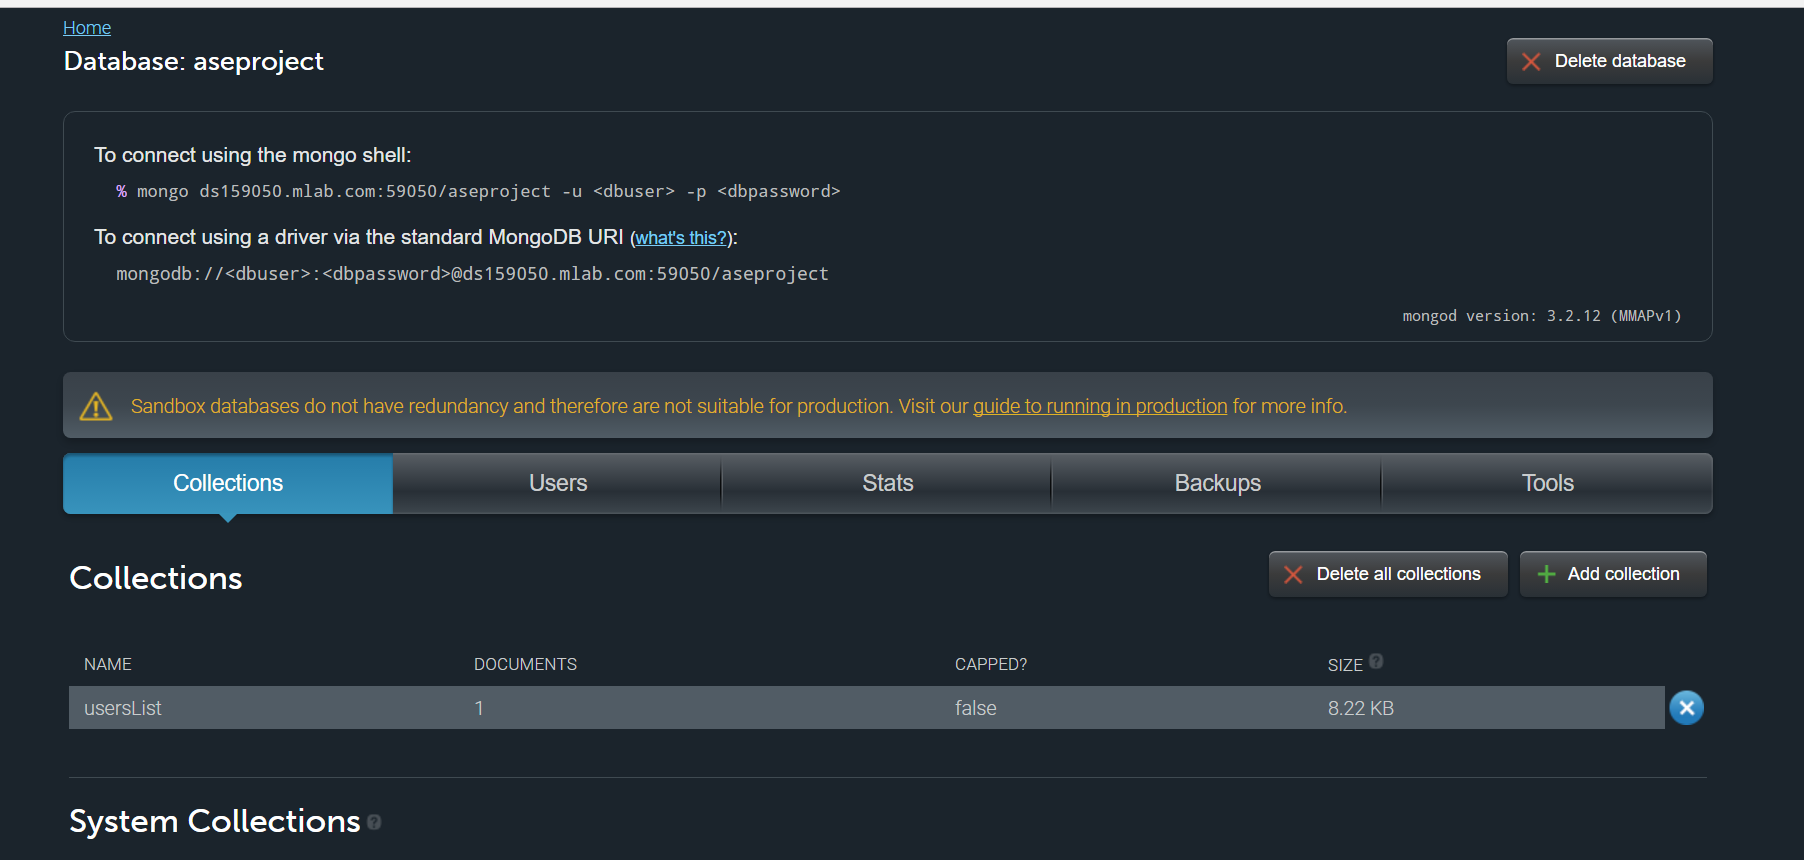 Home
Database: aseproject
Delete database
To connect using the mongo shell:
% mongo ds159050.mlab.com:59050/aseproject -u <dbuser> -p <dbpassword>
To connect using a driver via the standard MongoDB URI (what's this?):
mongodb://<dbuser>:<dbpassword>@ds159050.mlab.com:59050/aseproject
mongod version: 3.2.12 (MMAPv1)
Sandbox databases do not have redundancy and therefore are not suitable for production. Visit our guide to running in production for more info.
Collections Users Stats Backups Tools
Collections
Delete all collections Add collection
NAME DOCUMENTS CAPPED? SIZE ?
usersList 1 false 8.22 KB
System Collections ?